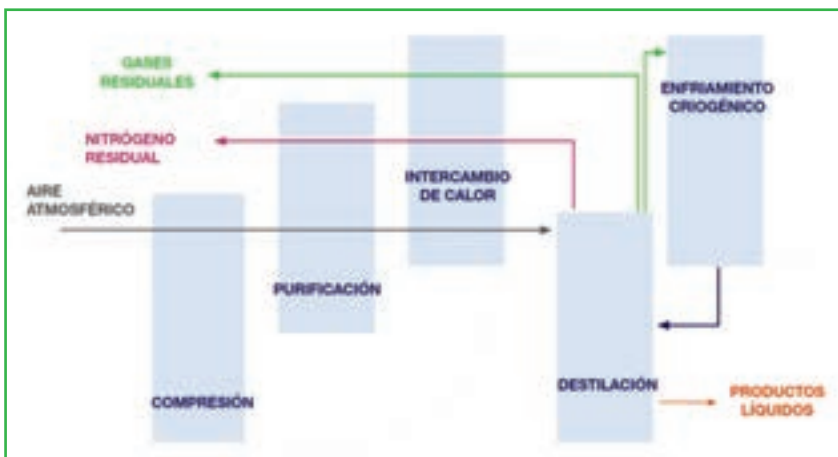 GASES
RESIDUALES
ENFRIAMIENTO
CRIOGÉNICO
NITRÓGENO
RESIDUAL
INTERCAMBIO
DE CALOR
AIRE
ATMOSFÉRICO
PURIFICACIÓN
COMPRESIÓN
DESTILACIÓN
PRODUCTOS
LÍQUIDOS